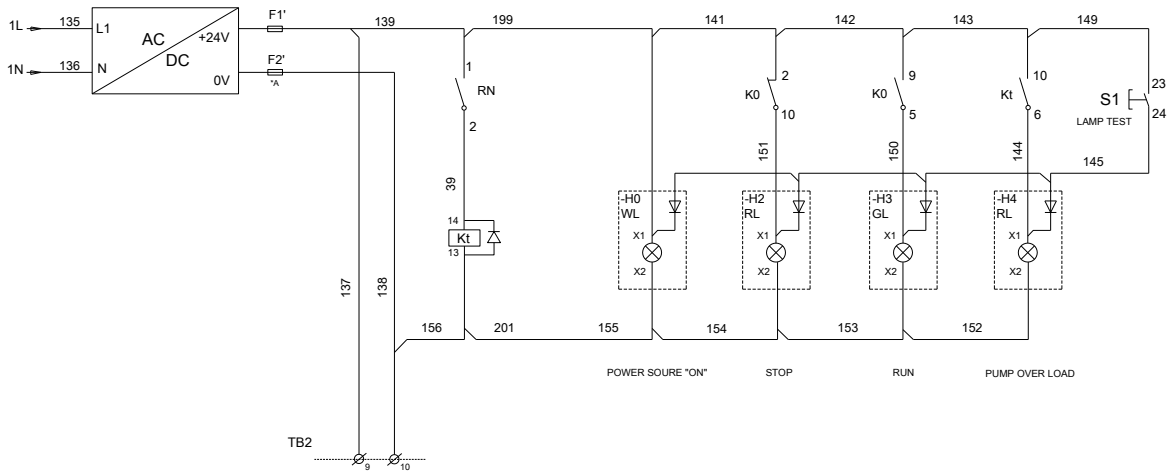 F1'
139 199 141 142 143 149
1L 135 L1 AC +24V
DC
F2'
1N 136 N 0V
*A
1 2 9 10 23
RN K0 K0 Kt S1
2 10 5 6 24
LAMP TEST
151 150 144 145
39
-H0 -H2 -H3 -H4
WL RL GL RL
14
Kt
13
X1 X1 X1 X1
X2 X2 X2 X2
137 138
156 201 155 154 153 152
POWER SOURE "ON" STOP RUN PUMP OVER LOAD
TB2
9 10